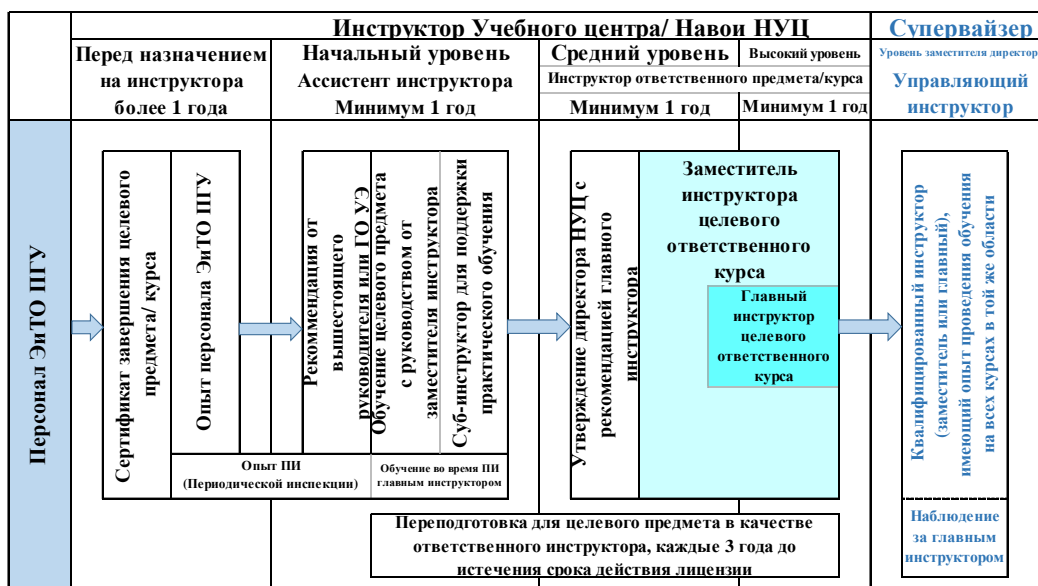 Инструктор Учебного центра/ Навои НУЦ
Супервайзер
Перед назначением
на инструктора
более 1 года
Начальный уровень
Ассистент инструктора
Минимум 1 год
Средний уровень
Высокий уровень
Инструктор ответственного предмета/курса
Минимум 1 год
Минимум 1 год
Уровень заместителя директор
Управляющий
инструктор
Персонал ЭиТО ПГУ
Сертификат завершения целевого
предмета/ курса
Опыт персонала ЭиТО ПГУ
Рекоммендация от
вышестоящего
руководителя или ГО УЭ
Обучение целевого предмета
с руководством от
заместителя инструктора
Суб-инструктор для поддержки
практического обучения
Опыт ПИ
(Периодической инспекции)
Обучение во время ПИ
главным инструктором
Утверждение директора НУЦ с
рекомендацией главного
инструктора
Заместитель
инструктора
целевого
ответственного
курса
Главный
инструктор
целевого
ответственного
курса
Квалифицированный инструктор
(заместитель или главный),
имеющий опыт проведения обучения
на всех курсах в той же области
Наблюдение
за главным
инструктором
Переподготовка для целевого предмета в качестве
ответственного инструктора, каждые 3 года до
истечения срока действия лицензии